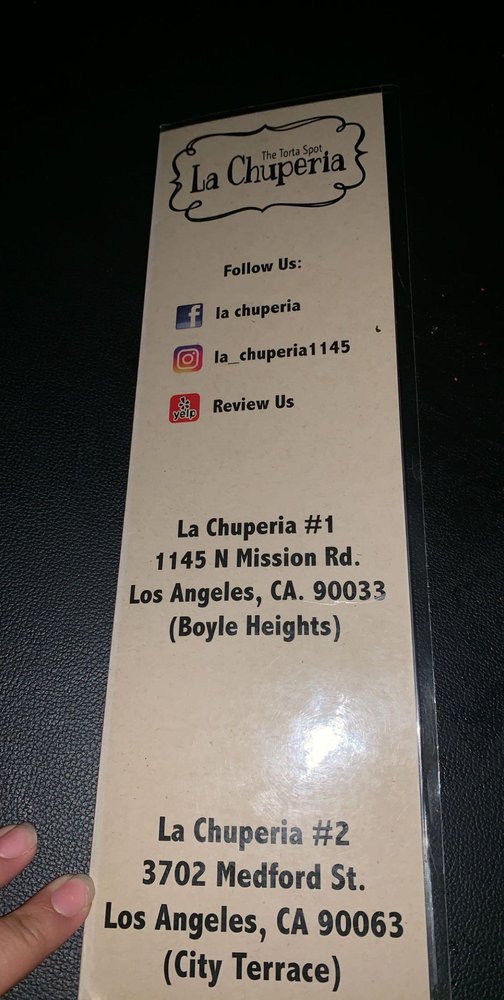 The Torta Spot
La Chuperia
Follow Us:
la chuperia
la_chuperia1145
yelp
Review Us
La Chuperia #1
1145 N Mission Rd.
Los Angeles, CA. 90033
(Boyle Heights)
La Chuperia #2
3702 Medford St.
Los Angeles, CA 90063
(City Terrace)